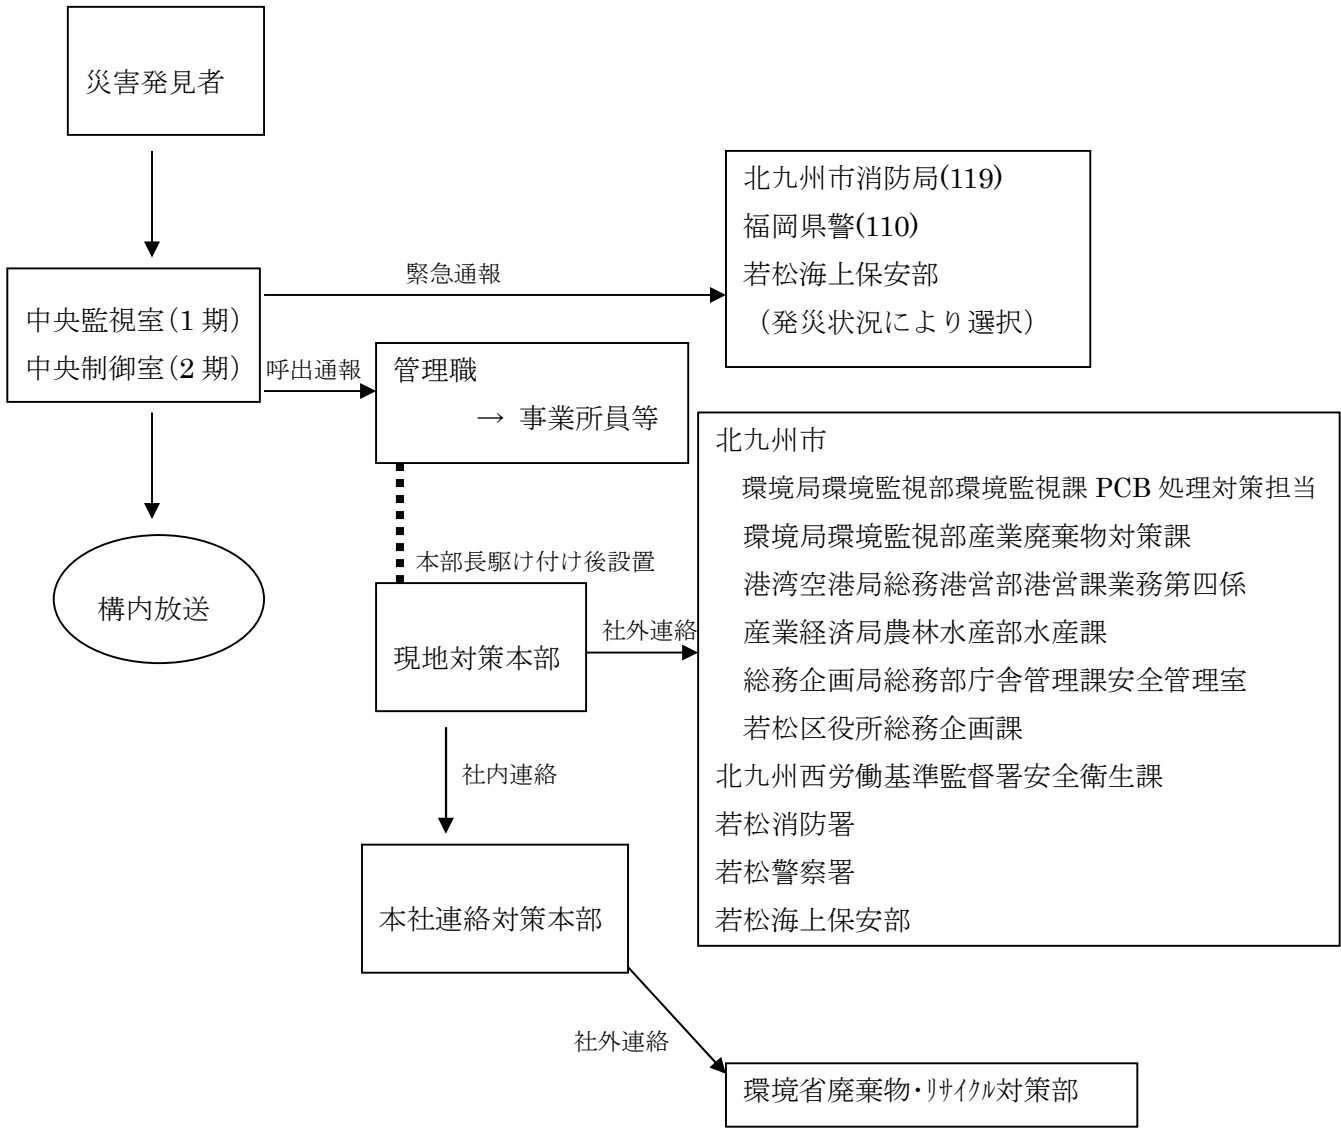 災害発見者
北九州市消防局(119)
福岡県警(110)
若松海上保安部
（発災状況により選択）
緊急通報
中央監視室(1 期)
中央制御室(2 期)
呼出通報
管理職
→ 事業所員等
構内放送
本部長駆け付け後設置
現地対策本部
社外連絡
北九州市
環境局環境監視部環境監視課 PCB 処理対策担当
環境局環境監視部産業廃棄物対策課
港湾空港局総務港営部港営課業務第四係
産業経済局農林水産部水産課
総務企画局総務部庁舎管理課安全管理室
若松区役所総務企画課
北九州西労働基準監督署安全衛生課
若松消防署
若松警察署
若松海上保安部
社内連絡
本社連絡対策本部
社外連絡
環境省廃棄物･ﾘｻｲｸﾙ対策部